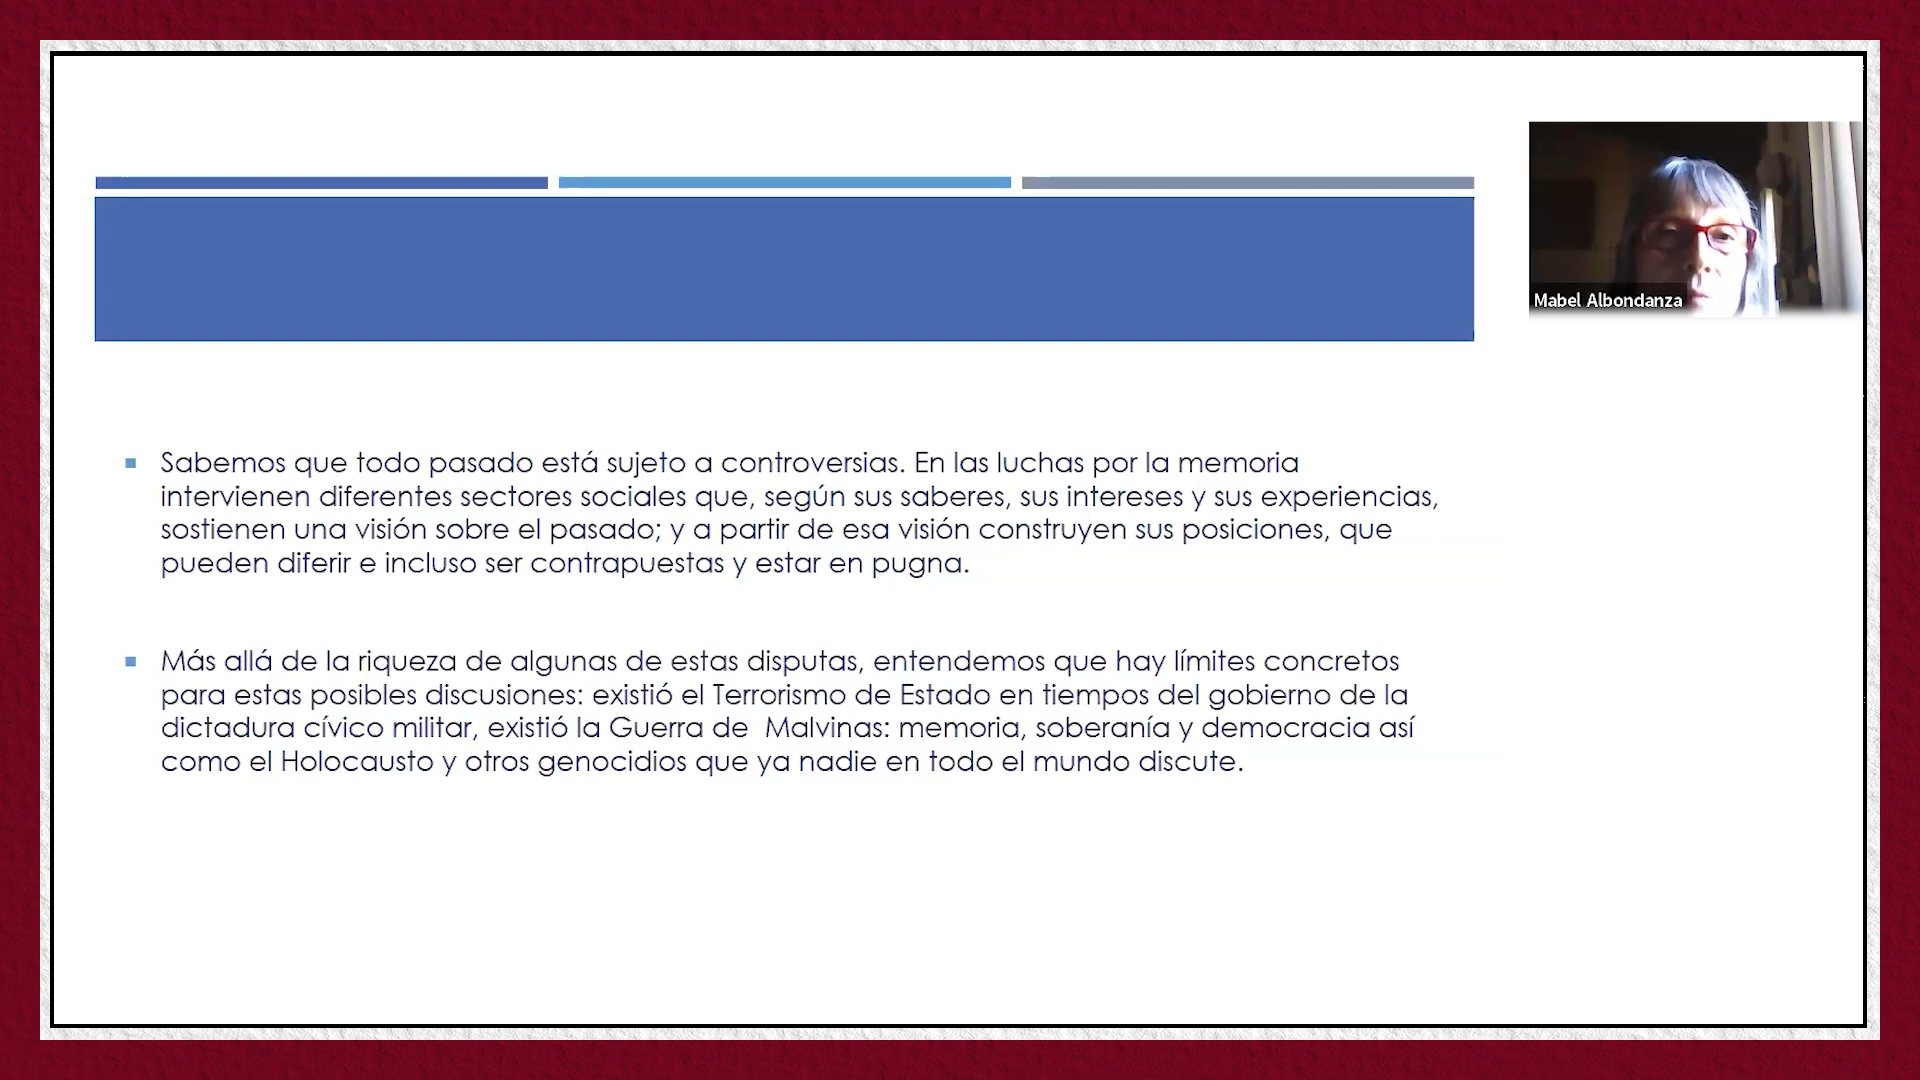 Mabel Albondanza
Sabemos que todo pasado está sujeto a controversias. En las luchas por la memoria
intervienen diferentes sectores sociales que, según sus saberes, sus intereses y sus experiencias,
sostienen una visión sobre el pasado; y a partir de esa visión construyen sus posiciones, que
pueden diferir e incluso ser contrapuestas y estar en pugna.
Más allá de la riqueza de algunas de estas disputas, entendemos que hay límites concretos
para estas posibles discusiones: existió el Terrorismo de Estado en tiempos del gobierno de la
dictadura cívico militar, existió la Guerra de  Malvinas: memoria, soberanía y democracia así
como el Holocausto y otros genocidios que ya nadie en todo el mundo discute.